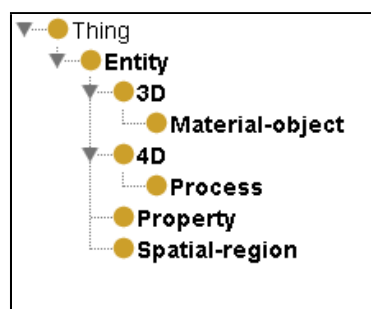 Thing
Entity
3D
Material-object
4D
Process
Property
Spatial-region